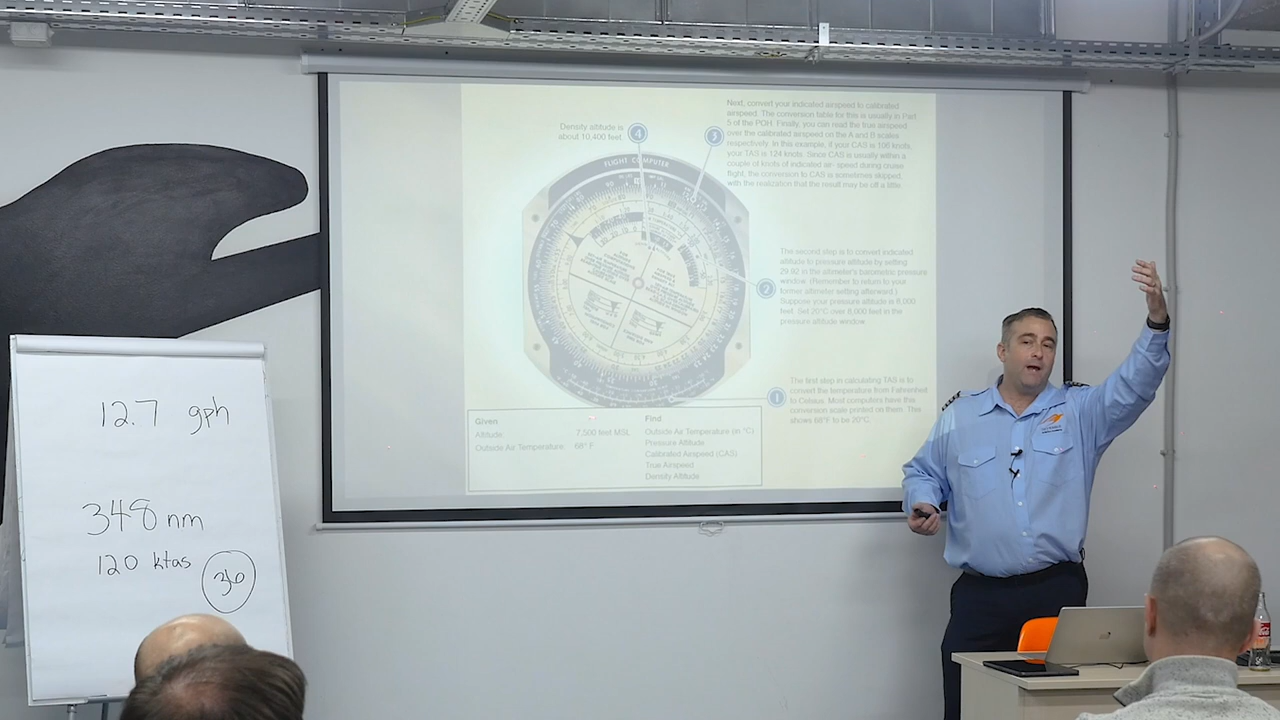 12.7 gph
348 nm
120 ktas
36
Density altitude is
about 10,400 feet.
4
3
Next, convert your indicated airspeed to calibrated
airspeed. The conversion table for this is usually in Part
5 of the POH. Finally, you can read the true airspeed
over the calibrated airspeed on the A and B scales
respectively. In this example, if your CAS is 106 knots,
your TAS is 124 knots. Since CAS is usually within a
couple of knots of indicated air- speed during cruise
flight, the conversion to CAS is sometimes skipped,
with the realization that the result may be off a little.
FLIGHT COMPUTER
2
The second step is to convert indicated
altitude to pressure altitude by setting
29.92 in the altimeter's barometric pressure
window. (Remember to return to your
former altimeter setting afterward.)
Suppose your pressure altitude is 8,000
feet. Set 20°C over 8,000 feet in the
pressure altitude window.
1
The first step in calculating TAS is to
convert the temperature from Fahrenheit
to Celsius. Most computers have this
conversion scale printed on them. This
shows 68°F to be 20°C.
Given
Altitude: 7,500 feet MSL
Outside Air Temperature: 68° F
Find
Outside Air Temperature (in °C)
Pressure Altitude
Calibrated Airspeed (CAS)
True Airspeed
Density Altitude